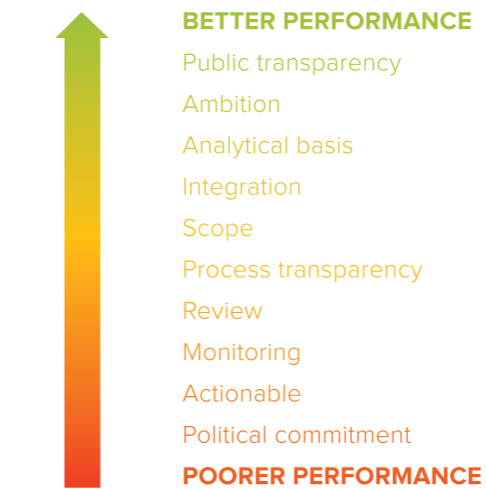 BETTER PERFORMANCE
Public transparency
Ambition
Analytical basis
Integration
Scope
Process transparency
Review
Monitoring
Actionable
Political commitment
POORER PERFORMANCE